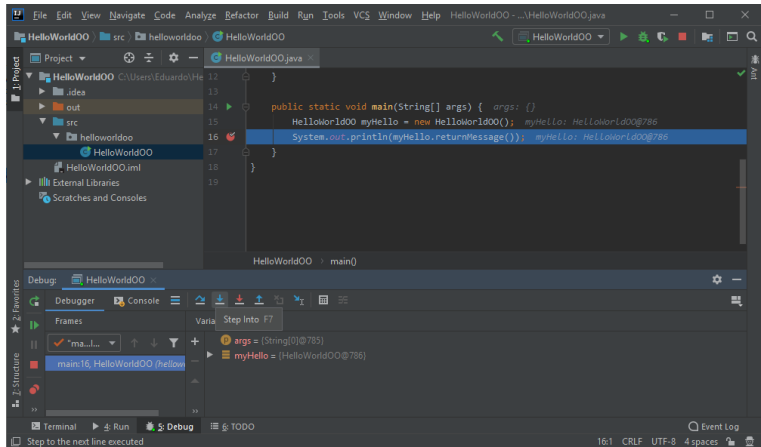 File Edit View Navigate Code Analyze Refactor Build Run Tools VCS Window Help HelloWorldOO - ...\HelloWorldOO.java
HelloWorldOO src helloworldoo HelloWorldOO HelloWorldOO
1: Project
Project
HelloWorldOO C:\Users\Eduardo\He
.idea
out
src
helloworldoo
HelloWorldOO
HelloWorldOO.iml
External Libraries
Scratches and Consoles
HelloWorldOO.java
12 }
13
14 public static void main(String[] args) { args: {}
15 HelloWorldOO myHello = new HelloWorldOO(); myHello: HelloWorldOO@786
16 System.out.println(myHello.returnMessage()); myHello: HelloWorldOO@786
17 }
18 }
19
HelloWorldOO › main()
Ant
Debug: HelloWorldOO
Debugger Console
Frames Varia
Step Into F7
"ma...l...
main:16, HelloWorldOO (hellow
args = {String[0]@785}
myHello = {HelloWorldOO@786}
2: Favorites
7: Structure
Terminal 4: Run 5: Debug 6: TODO Event Log
Step to the next line executed 16:1 CRLF UTF-8 4 spaces